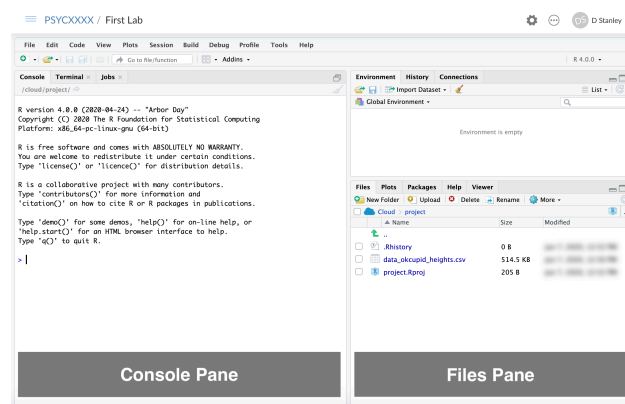 PSYCXXXX / First Lab
DS D Stanley
File Edit Code View Plots Session Build Debug Profile Tools Help
Go to file/function Addins R 4.0.0
Console Terminal Jobs
/cloud/project/
R version 4.0.0 (2020-04-24) -- "Arbor Day"
Copyright (C) 2020 The R Foundation for Statistical Computing
Platform: x86_64-pc-linux-gnu (64-bit)
R is free software and comes with ABSOLUTELY NO WARRANTY.
You are welcome to redistribute it under certain conditions.
Type 'license()' or 'licence()' for distribution details.
R is a collaborative project with many contributors.
Type 'contributors()' for more information and
'citation()' on how to cite R or R packages in publications.
Type 'demo()' for some demos, 'help()' for on-line help, or
'help.start()' for an HTML browser interface to help.
Type 'q()' to quit R.
>
Console Pane
Environment History Connections
Import Dataset List
Global Environment
Environment is empty
Files Plots Packages Help Viewer
New Folder Upload Delete Rename More
Cloud > project
Name Size Modified
..
.Rhistory 0 B
data_okcupid_heights.csv 514.5 KB
project.Rproj 205 B
Files Pane